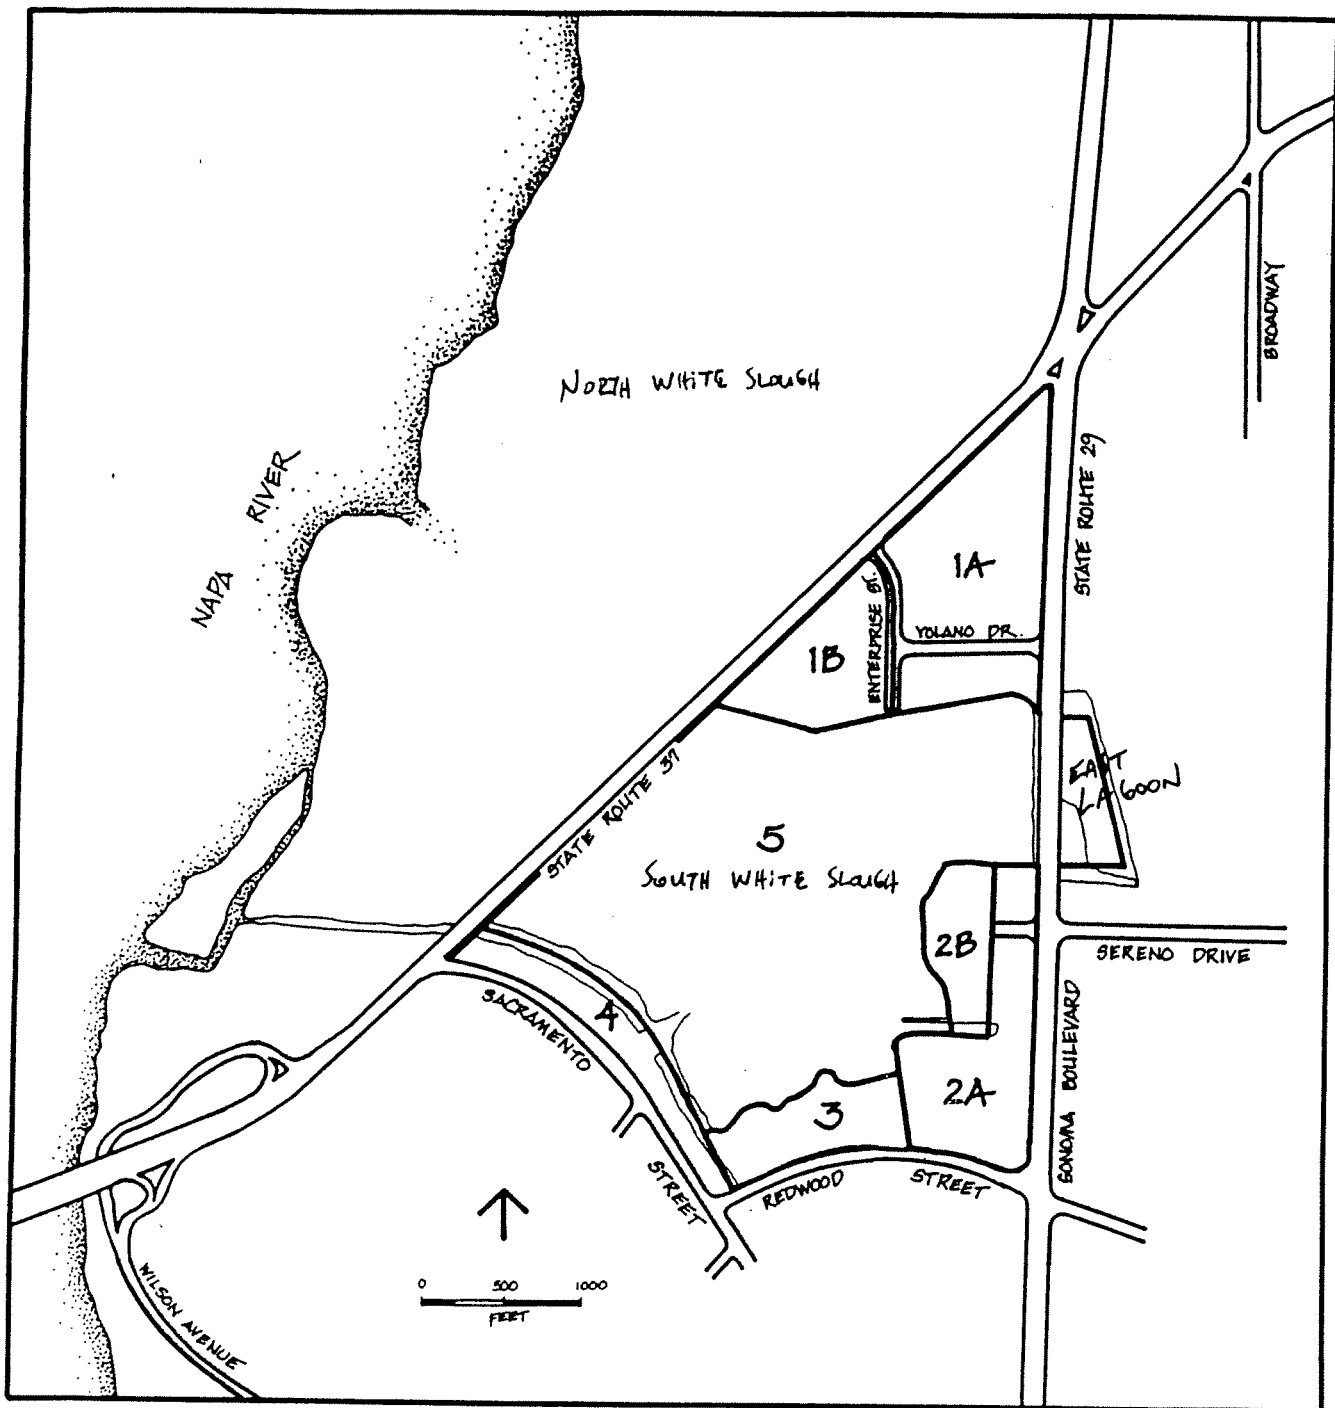 BROADWAY
NORTH WHITE SLOUGH
NAPA RIVER
STATE ROUTE 29
1A
ENTERPRISE ST.
YOLANO DR.
1B
STATE ROUTE 37
EAST
LAGOON
5
SOUTH WHITE SLOUGH
2B
SERENO DRIVE
4
SACRAMENTO
STREET
SONOMA BOULEVARD
2A
3
REDWOOD STREET
WILSON AVENUE
0 500 1000
FEET